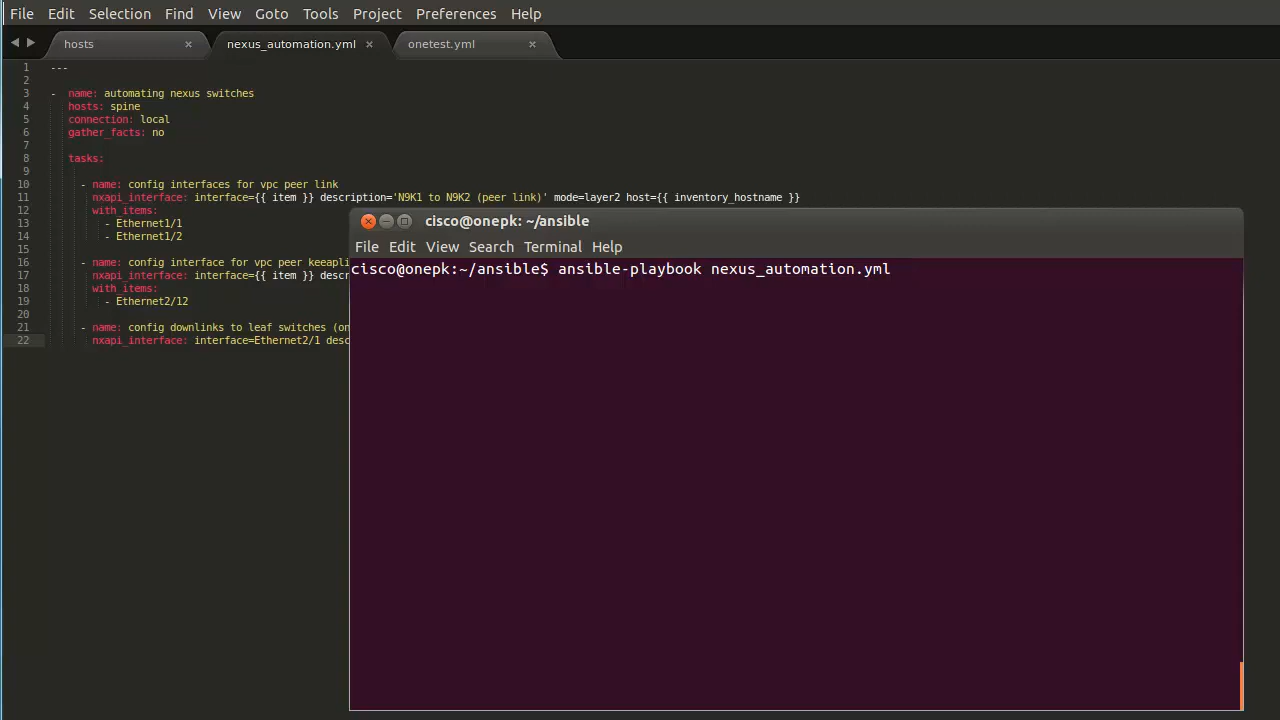 File Edit Selection Find View Goto Tools Project Preferences Help
hosts × nexus_automation.yml × onetest.yml ×
1 ---
2
3 - name: automating nexus switches
4 hosts: spine
5 connection: local
6 gather_facts: no
7
8 tasks:
9
10 - name: config interfaces for vpc peer link
11 nxapi_interface: interface={{ item }} description='N9K1 to N9K2 (peer link)' mode=layer2 host={{ inventory_hostname }}
12 with_items:
13 - Ethernet1/1
14 - Ethernet1/2
15
16 - name: config interface for vpc peer keeapli
17 nxapi_interface: interface={{ item }} descr
18 with_items:
19 - Ethernet2/12
20
21 - name: config downlinks to leaf switches (on
22 nxapi_interface: interface=Ethernet2/1 desc
cisco@onepk: ~/ansible
File Edit View Search Terminal Help
cisco@onepk:~/ansible$ ansible-playbook nexus_automation.yml